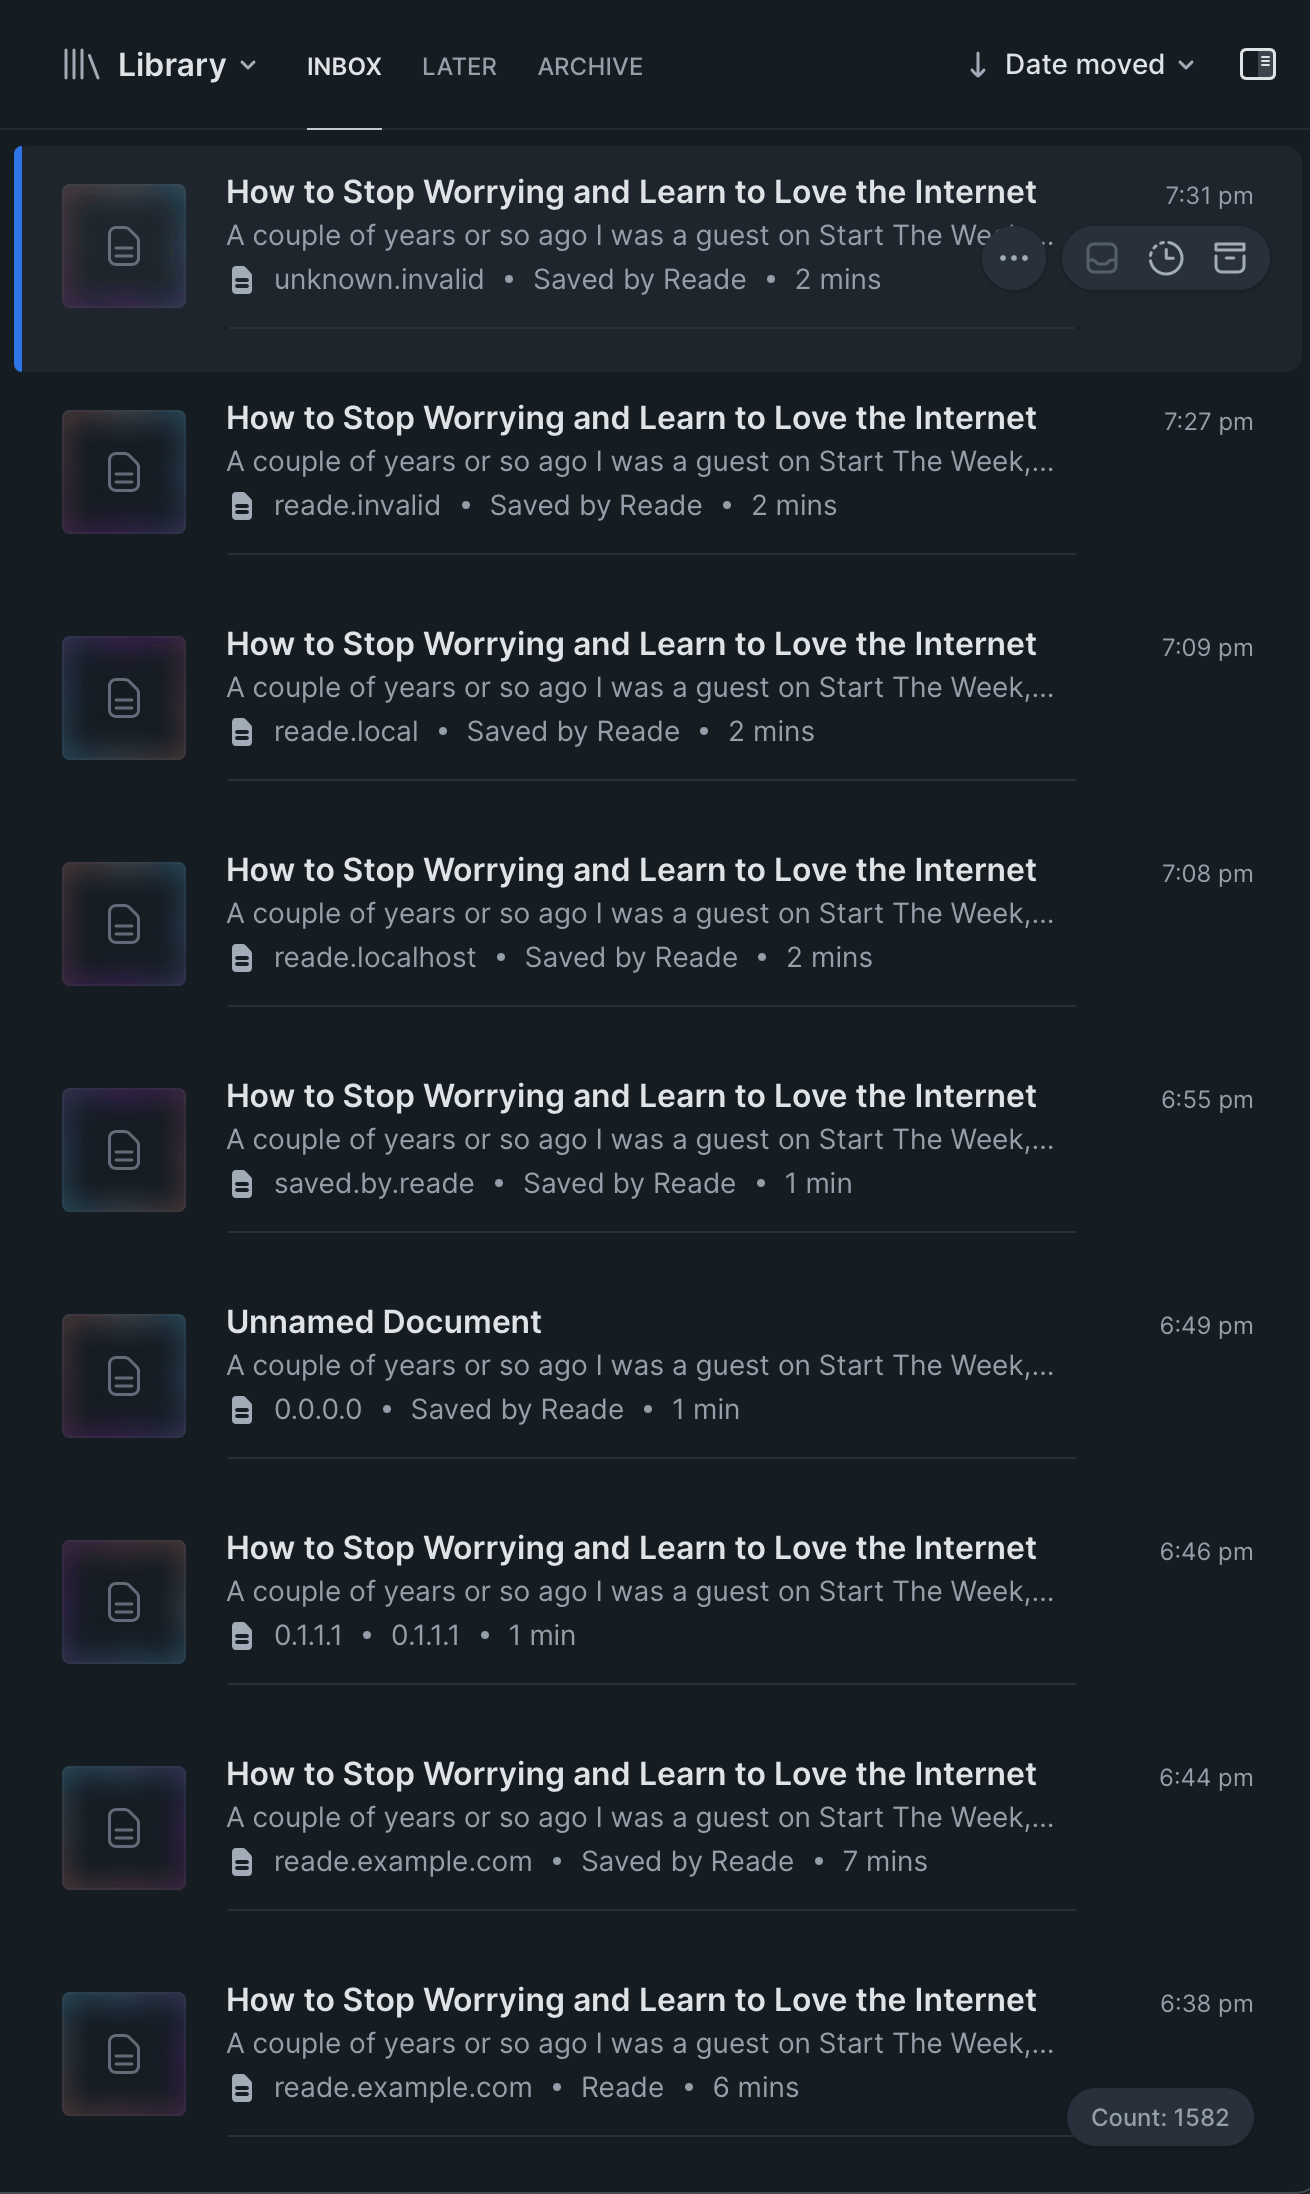 Library INBOX LATER ARCHIVE Date moved
How to Stop Worrying and Learn to Love the Internet 7:31 pm
A couple of years or so ago I was a guest on Start The
unknown.invalid • Saved by Reade • 2 mins
How to Stop Worrying and Learn to Love the Internet 7:27 pm
A couple of years or so ago I was a guest on Start The Week,...
reade.invalid • Saved by Reade • 2 mins
How to Stop Worrying and Learn to Love the Internet 7:09 pm
A couple of years or so ago I was a guest on Start The Week,...
reade.local • Saved by Reade • 2 mins
How to Stop Worrying and Learn to Love the Internet 7:08 pm
A couple of years or so ago I was a guest on Start The Week,...
reade.localhost • Saved by Reade • 2 mins
How to Stop Worrying and Learn to Love the Internet 6:55 pm
A couple of years or so ago I was a guest on Start The Week,...
saved.by.reade • Saved by Reade • 1 min
Unnamed Document 6:49 pm
A couple of years or so ago I was a guest on Start The Week,...
0.0.0.0 • Saved by Reade • 1 min
How to Stop Worrying and Learn to Love the Internet 6:46 pm
A couple of years or so ago I was a guest on Start The Week,...
0.1.1.1 • 0.1.1.1 • 1 min
How to Stop Worrying and Learn to Love the Internet 6:44 pm
A couple of years or so ago I was a guest on Start The Week,...
reade.example.com • Saved by Reade • 7 mins
How to Stop Worrying and Learn to Love the Internet 6:38 pm
A couple of years or so ago I was a guest on Start The Week,...
reade.example.com • Reade • 6 mins
Count: 1582